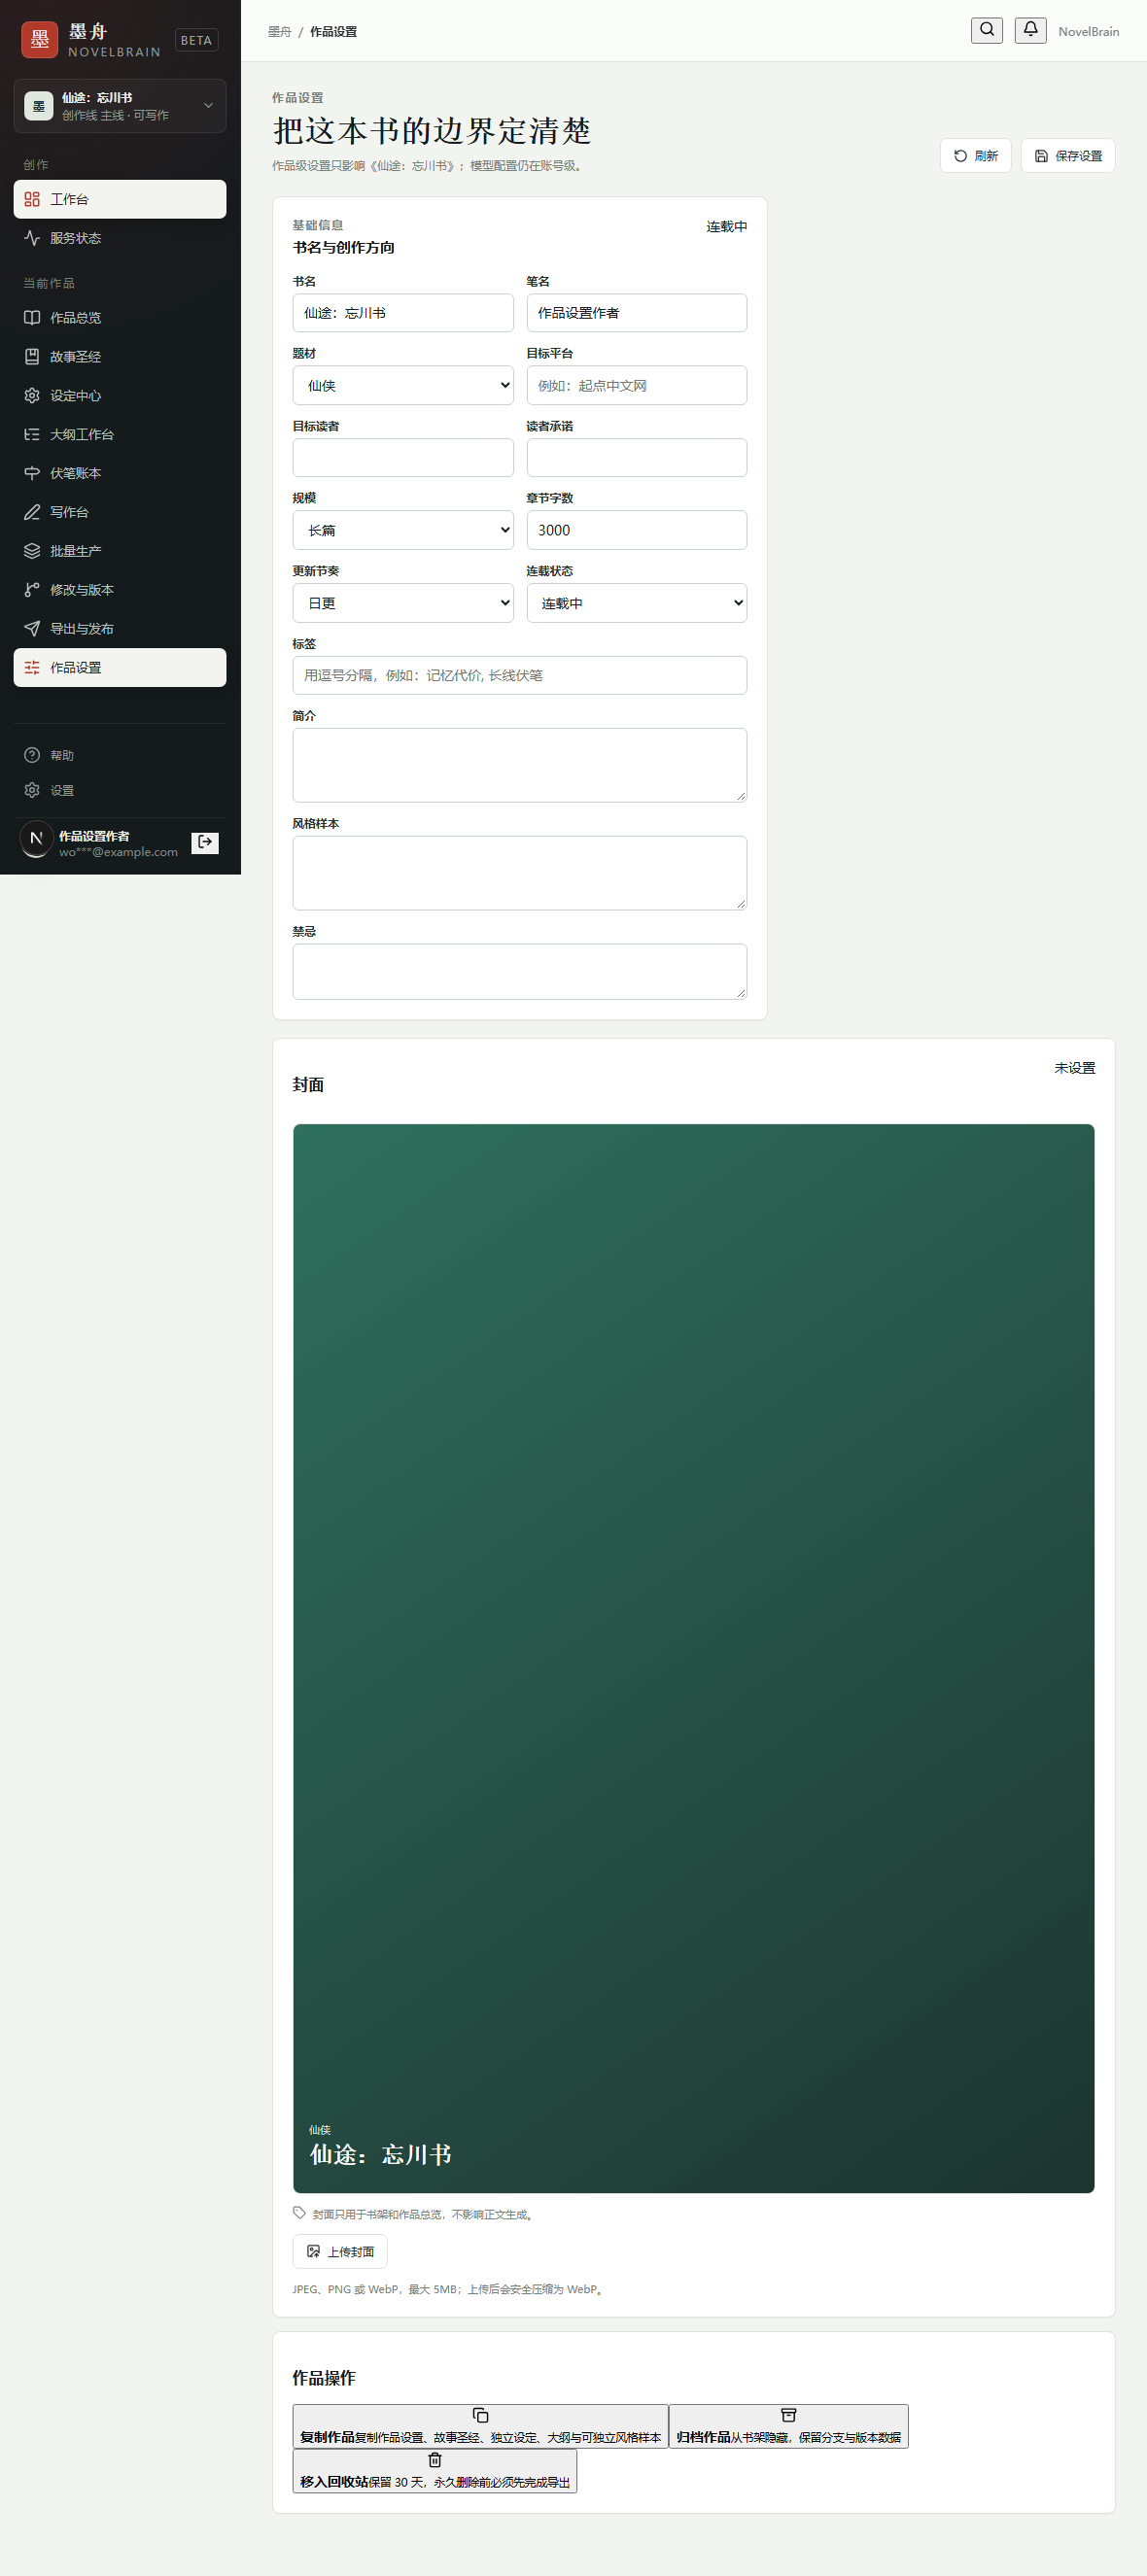 墨
墨舟
NOVELBRAIN
BETA
墨
仙途：忘川书
创作线 主线 · 可写作
创作
工作台
服务状态
当前作品
作品总览
故事圣经
设定中心
大纲工作台
伏笔账本
写作台
批量生产
修改与版本
导出与发布
作品设置
帮助
设置
N
作品设置作者
wo***@example.com
墨舟 / 作品设置
NovelBrain
作品设置
把这本书的边界定清楚
作品级设置只影响《仙途：忘川书》；模型配置仍在账号级。
刷新
保存设置
基础信息
连载中
书名与创作方向
书名
笔名
仙途：忘川书
作品设置作者
题材
目标平台
仙侠
例如：起点中文网
目标读者
读者承诺
规模
章节字数
长篇
3000
更新节奏
连载状态
日更
连载中
标签
用逗号分隔，例如：记忆代价, 长线伏笔
简介
风格样本
禁忌
封面
未设置
仙侠
仙途：忘川书
封面只用于书架和作品总览，不影响正文生成。
上传封面
JPEG、PNG 或 WebP，最大 5MB；上传后会安全压缩为 WebP。
作品操作
复制作品复制作品设置、故事圣经、独立设定、大纲与可独立风格样本
归档作品从书架隐藏，保留分支与版本数据
移入回收站保留 30 天，永久删除前必须先完成导出